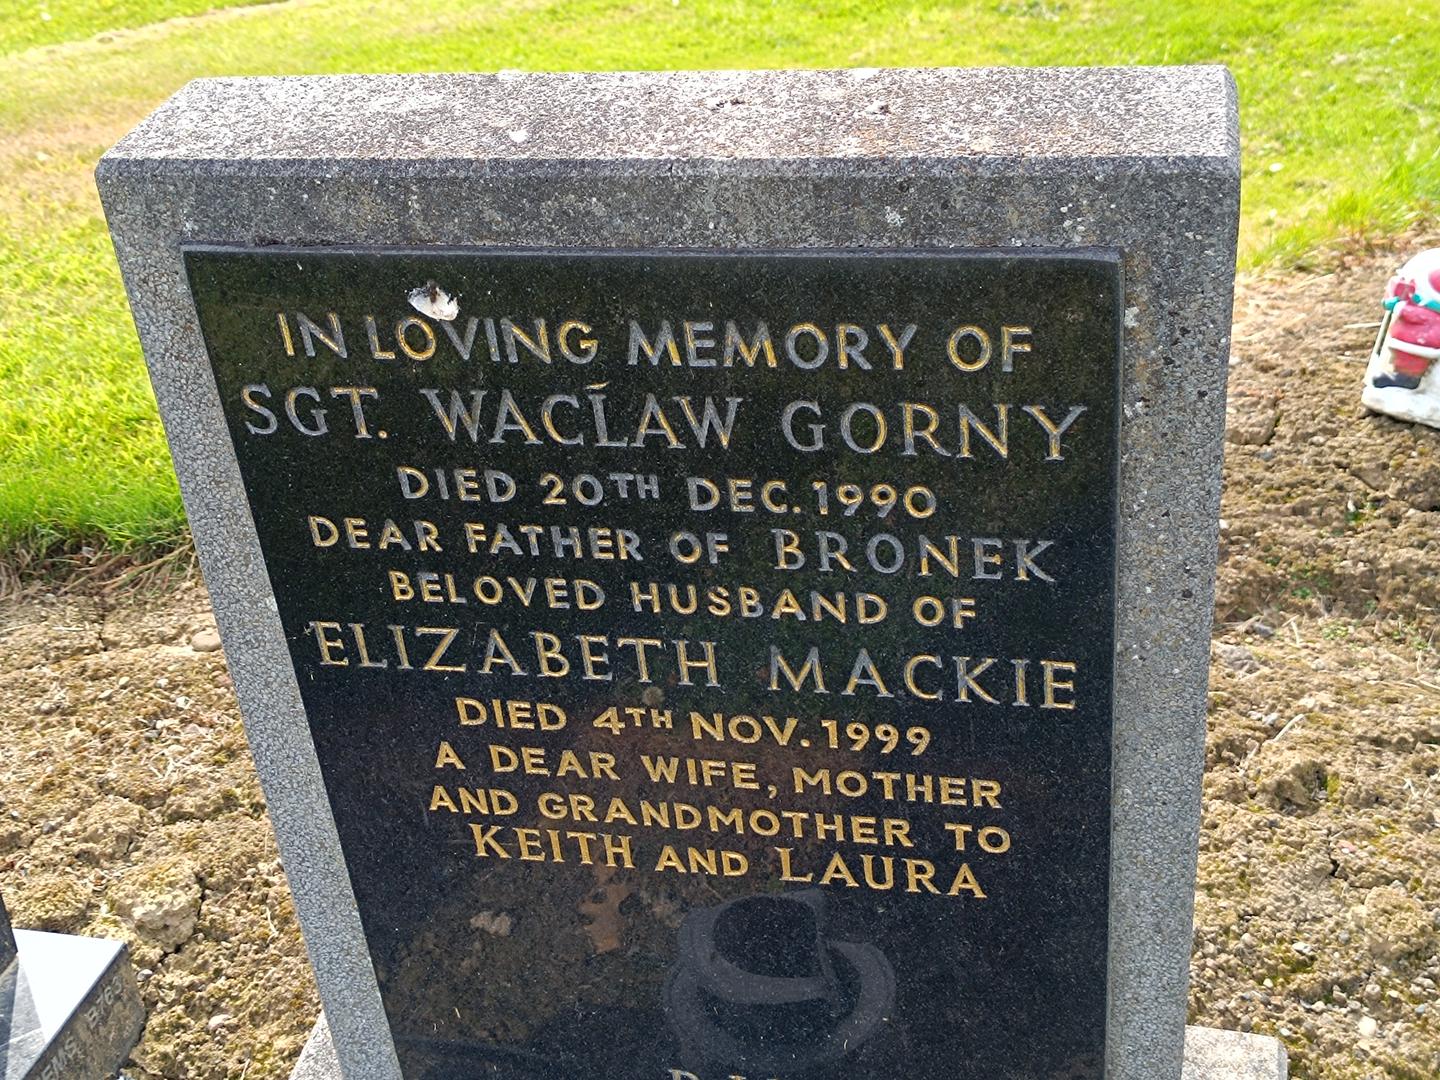 IN LOVING MEMORY OF
SGT. WACŁAW GORNY
DIED 20TH DEC. 1990
DEAR FATHER OF BRONEK
BELOVED HUSBAND OF
ELIZABETH MACKIE
DIED 4TH NOV. 1999
A DEAR WIFE, MOTHER
AND GRANDMOTHER TO
KEITH AND LAURA